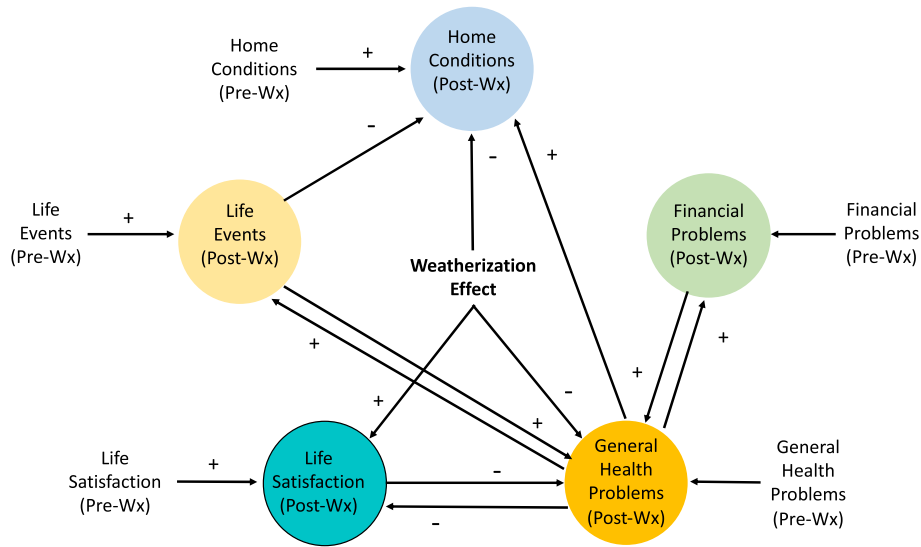 Home
Conditions
(Pre-Wx)
+
Home
Conditions
(Post-Wx)
-
-
+
Life
Events
(Pre-Wx)
+
Life
Events
(Post-Wx)
Financial
Problems
(Post-Wx)
Financial
Problems
(Pre-Wx)
Weatherization
Effect
+
+
+
-
+
+
Life
Satisfaction
(Pre-Wx)
+
Life
Satisfaction
(Post-Wx)
-
-
General
Health
Problems
(Post-Wx)
General
Health
Problems
(Pre-Wx)